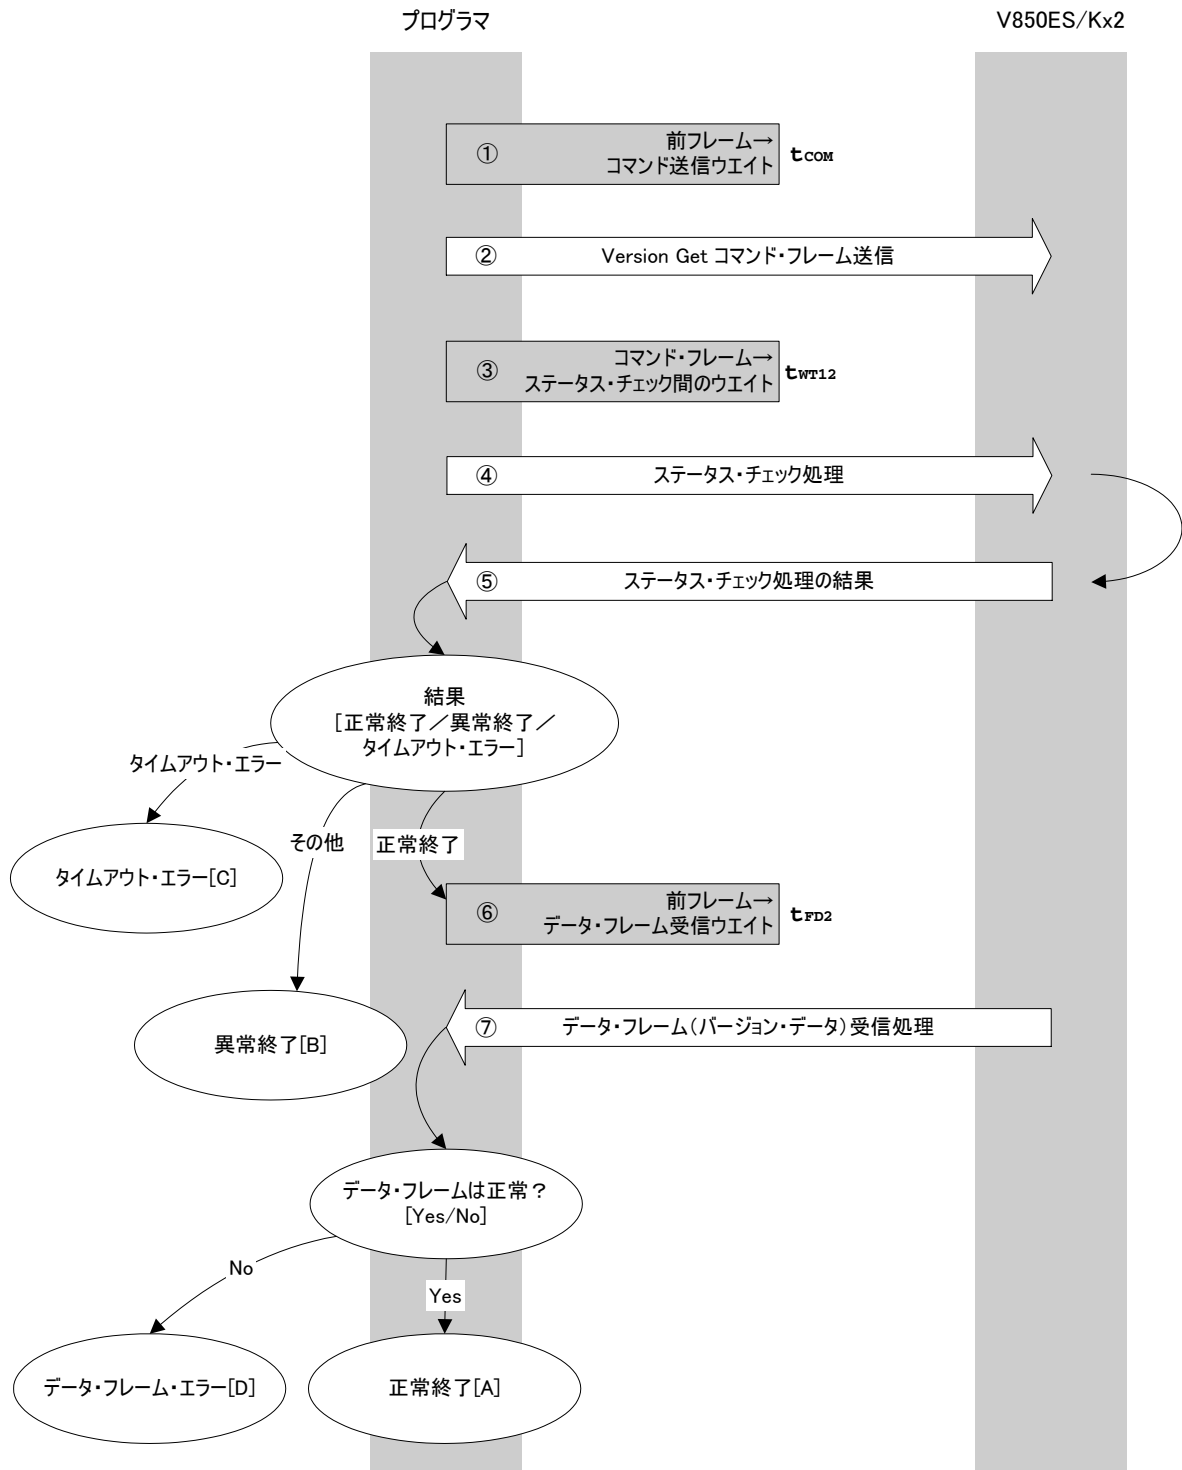 プログラマ
V850ES/Kx2
① 前フレーム→
コマンド送信ウエイト
tCOM
② Version Get コマンド・フレーム送信
③ コマンド・フレーム→
ステータス・チェック間のウエイト
tWT12
④ ステータス・チェック処理
⑤ ステータス・チェック処理の結果
結果
[正常終了／異常終了／
タイムアウト・エラー]
タイムアウト・エラー
その他
正常終了
タイムアウト・エラー[C]
⑥ 前フレーム→
データ・フレーム受信ウエイト
tFD2
異常終了[B]
⑦ データ・フレーム（バージョン・データ）受信処理
データ・フレームは正常？
[Yes/No]
No
Yes
データ・フレーム・エラー[D]
正常終了[A]